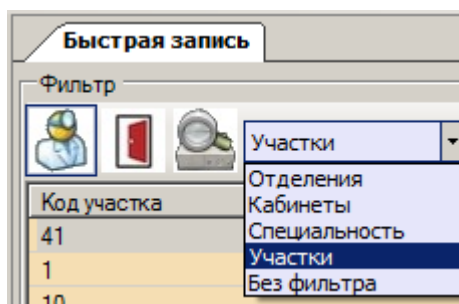 Быстрая запись
Фильтр
Участки
Отделения
Кабинеты
Специальность
Участки
Без фильтра
Код участка
41
1
10